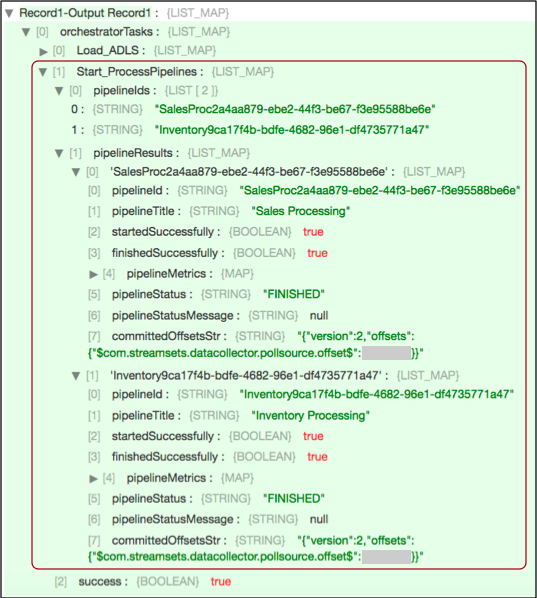 Record1-Output Record1 : {LIST_MAP}
[0] orchestratorTasks : {LIST_MAP}
[0] Load_ADLS : {LIST_MAP}
[1] Start_ProcessPipelines : {LIST_MAP}
[0] pipelineIds : {LIST [ 2 ]}
0 : {STRING} "SalesProc2a4aa879-ebe2-44f3-be67-f3e95588be6e"
1 : {STRING} "Inventory9ca17f4b-bdfe-4682-96e1-df4735771a47"
[1] pipelineResults : {LIST_MAP}
[0] 'SalesProc2a4aa879-ebe2-44f3-be67-f3e95588be6e' : {LIST_MAP}
[0] pipelineId : {STRING} "SalesProc2a4aa879-ebe2-44f3-be67-f3e95588be6e"
[1] pipelineTitle : {STRING} "Sales Processing"
[2] startedSuccessfully : {BOOLEAN} true
[3] finishedSuccessfully : {BOOLEAN} true
[4] pipelineMetrics : {MAP}
[5] pipelineStatus : {STRING} "FINISHED"
[6] pipelineStatusMessage : {STRING} null
[7] committedOffsetsStr : {STRING} "{"version":2,"offsets":
{"$com.streamsets.datacollector.pollsource.offset$": }}"
[1] 'Inventory9ca17f4b-bdfe-4682-96e1-df4735771a47' : {LIST_MAP}
[0] pipelineId : {STRING} "Inventory9ca17f4b-bdfe-4682-96e1-df4735771a47"
[1] pipelineTitle : {STRING} "Inventory Processing"
[2] startedSuccessfully : {BOOLEAN} true
[3] finishedSuccessfully : {BOOLEAN} true
[4] pipelineMetrics : {MAP}
[5] pipelineStatus : {STRING} "FINISHED"
[6] pipelineStatusMessage : {STRING} null
[7] committedOffsetsStr : {STRING} "{"version":2,"offsets":
{"$com.streamsets.datacollector.pollsource.offset$": }}"
[2] success : {BOOLEAN} true